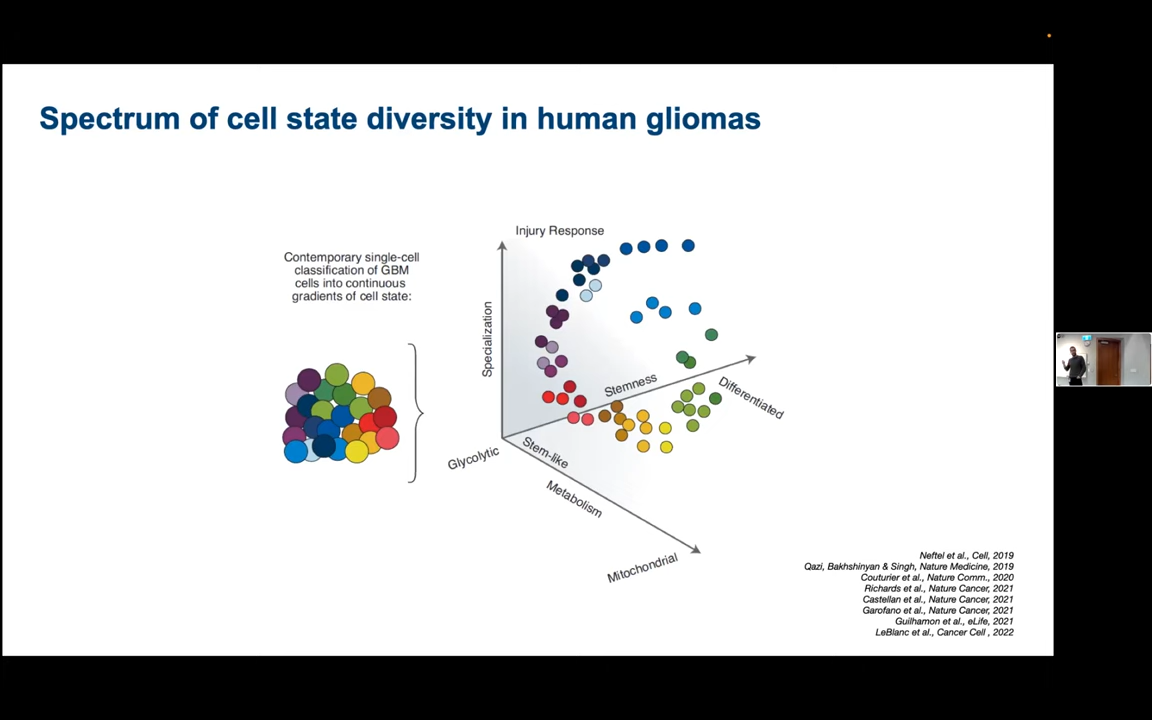 Spectrum of cell state diversity in human gliomas
Contemporary single-cell
classification of GBM
cells into continuous
gradients of cell state:
Injury Response
Specialization
Stemness
Differentiated
Glycolytic
Stem-like
Metabolism
Mitochondrial
Neftel et al., Cell, 2019
Qazi, Bakhshinyan & Singh, Nature Medicine, 2019
Couturier et al., Nature Comm., 2020
Richards et al., Nature Cancer, 2021
Castellan et al., Nature Cancer, 2021
Garofano et al., Nature Cancer, 2021
Guilhamon et al., eLife, 2021
LeBlanc et al., Cancer Cell , 2022